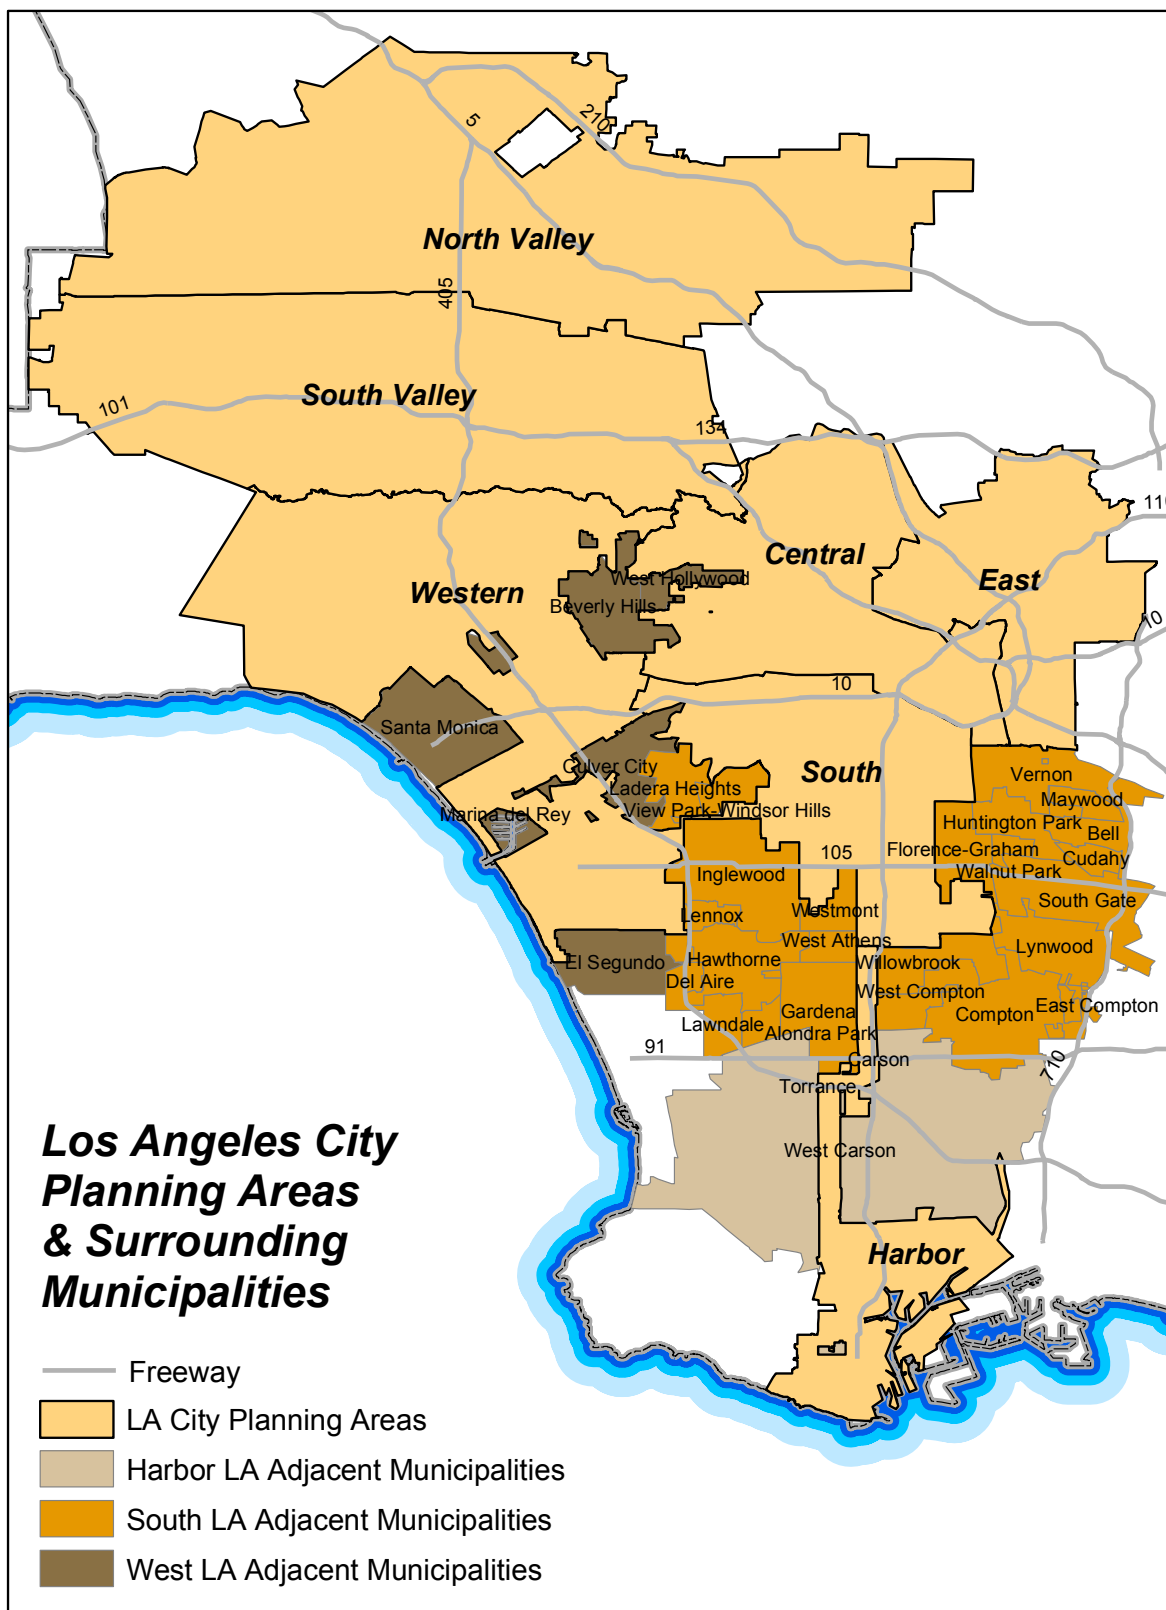 5
210
North Valley
405
South Valley
101
134
110
Central
East
West Hollywood
Western
Beverly Hills
10
10
Santa Monica
Culver City
South
Vernon
Ladera Heights
Maywood
View Park-Windsor Hills
Marina del Rey
Huntington Park
Bell
Florence-Graham
105
Cudahy
Inglewood
Walnut Park
South Gate
Lennox
Westmont
West Athens
Lynwood
Hawthorne
El Segundo
Willowbrook
Del Aire
West Compton
East Compton
Gardena
Compton
Lawndale
Alondra Park
91
Carson
710
Torrance
West Carson
Harbor
Los Angeles City
Planning Areas
& Surrounding
Municipalities
Freeway
LA City Planning Areas
Harbor LA Adjacent Municipalities
South LA Adjacent Municipalities
West LA Adjacent Municipalities